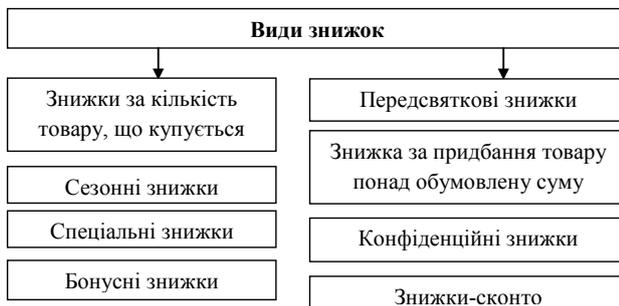 Види знижок
Знижки за кількість
товару, що купується
Сезонні знижки
Спеціальні знижки
Бонусні знижки
Передсвяткові знижки
Знижка за придбання товару
понад обумовлену суму
Конфіденційні знижки
Знижки-сконто